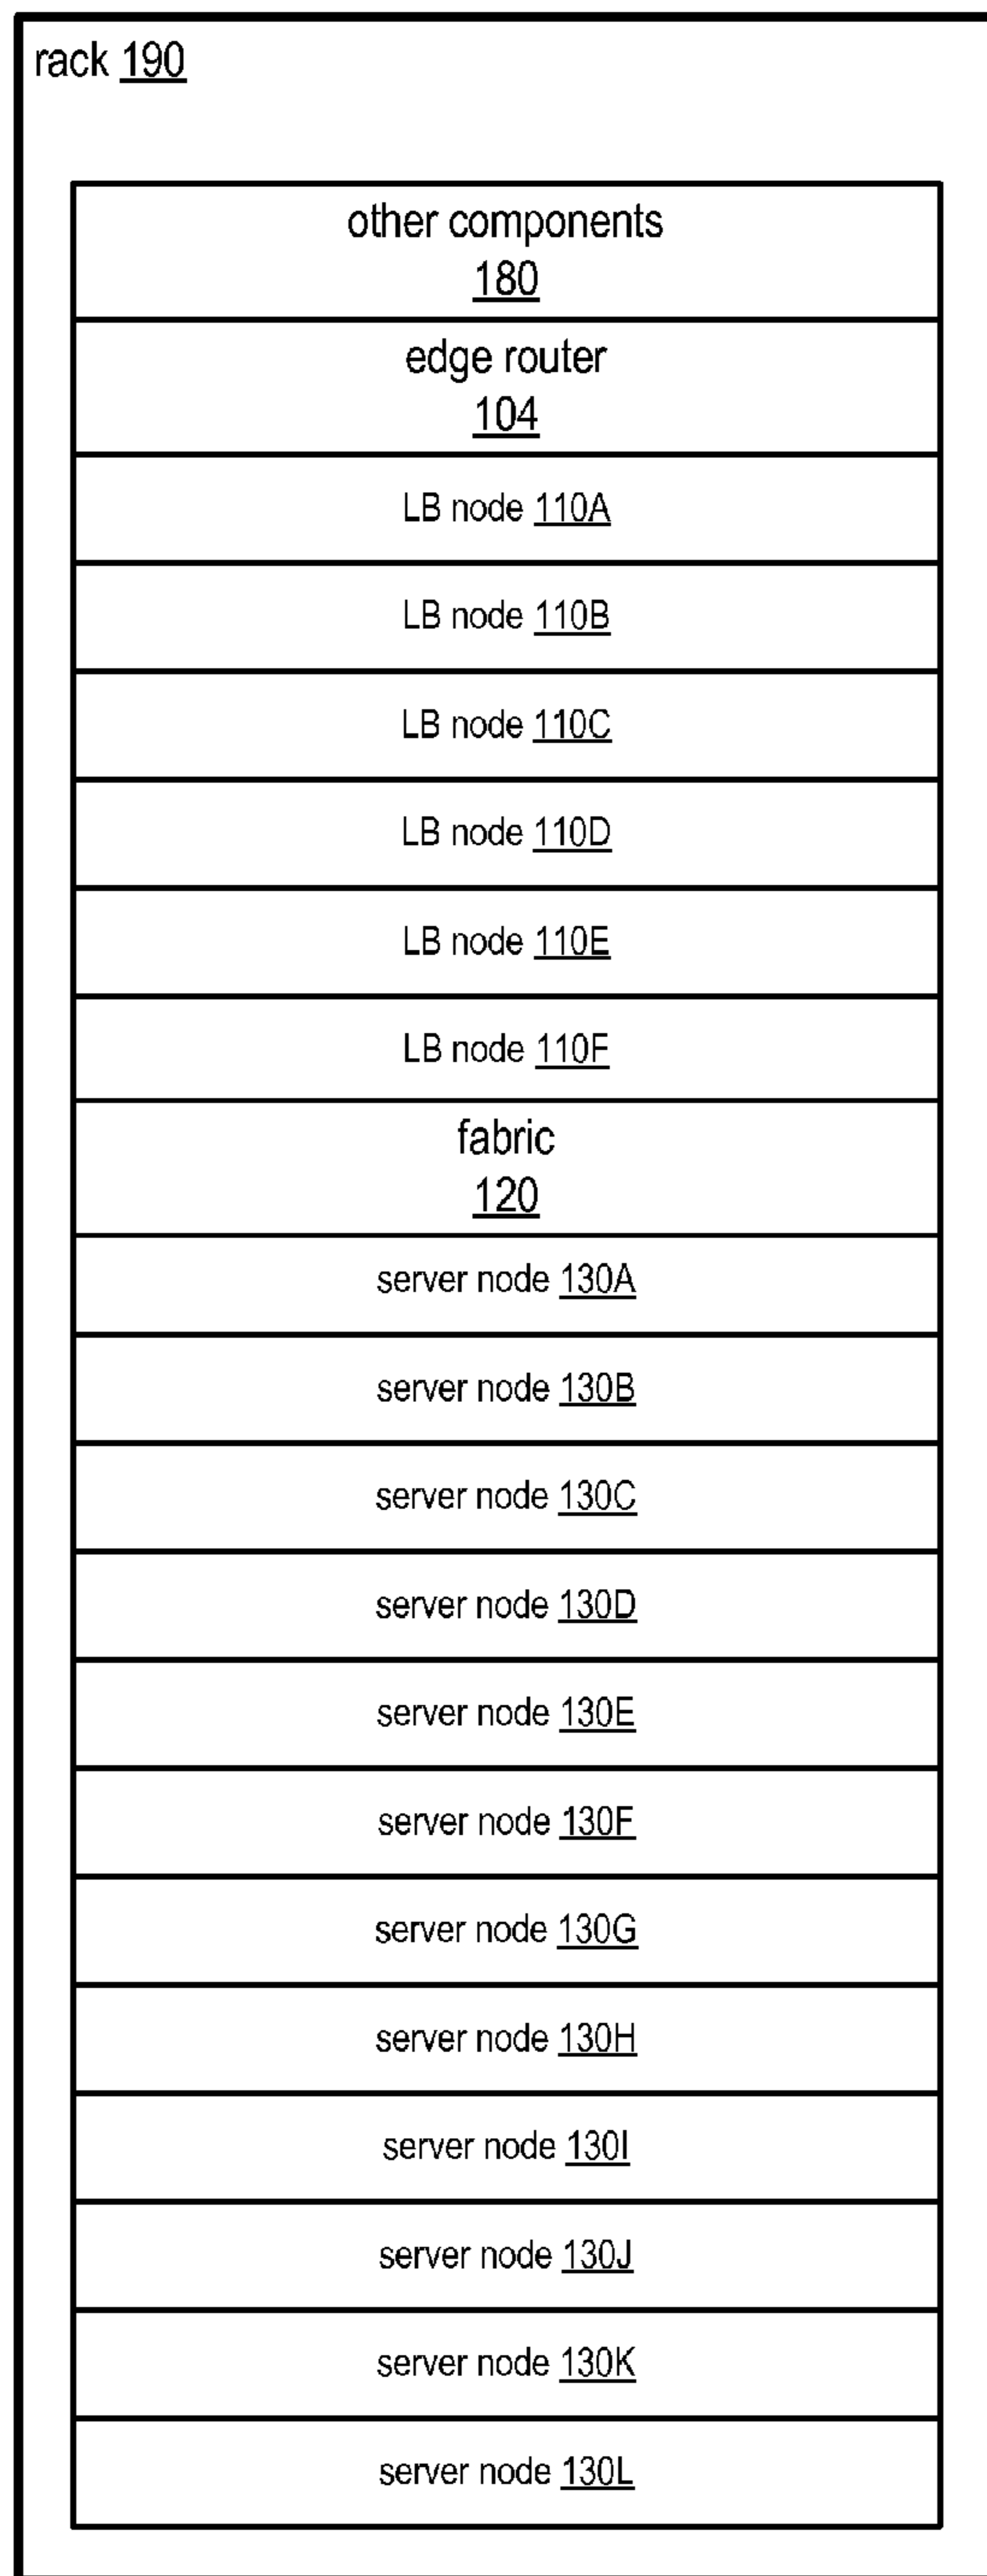 rack 190
other components
180
edge router
104
LB node 110A
LB node 110B
LB node 110C
LB node 110D
LB node 110E
LB node 110F
fabric
120
server node 130A
server node 130B
server node 130C
server node 130D
server node 130E
server node 130F
server node 130G
server node 130H
server node 130I
server node 130J
server node 130K
server node 130L